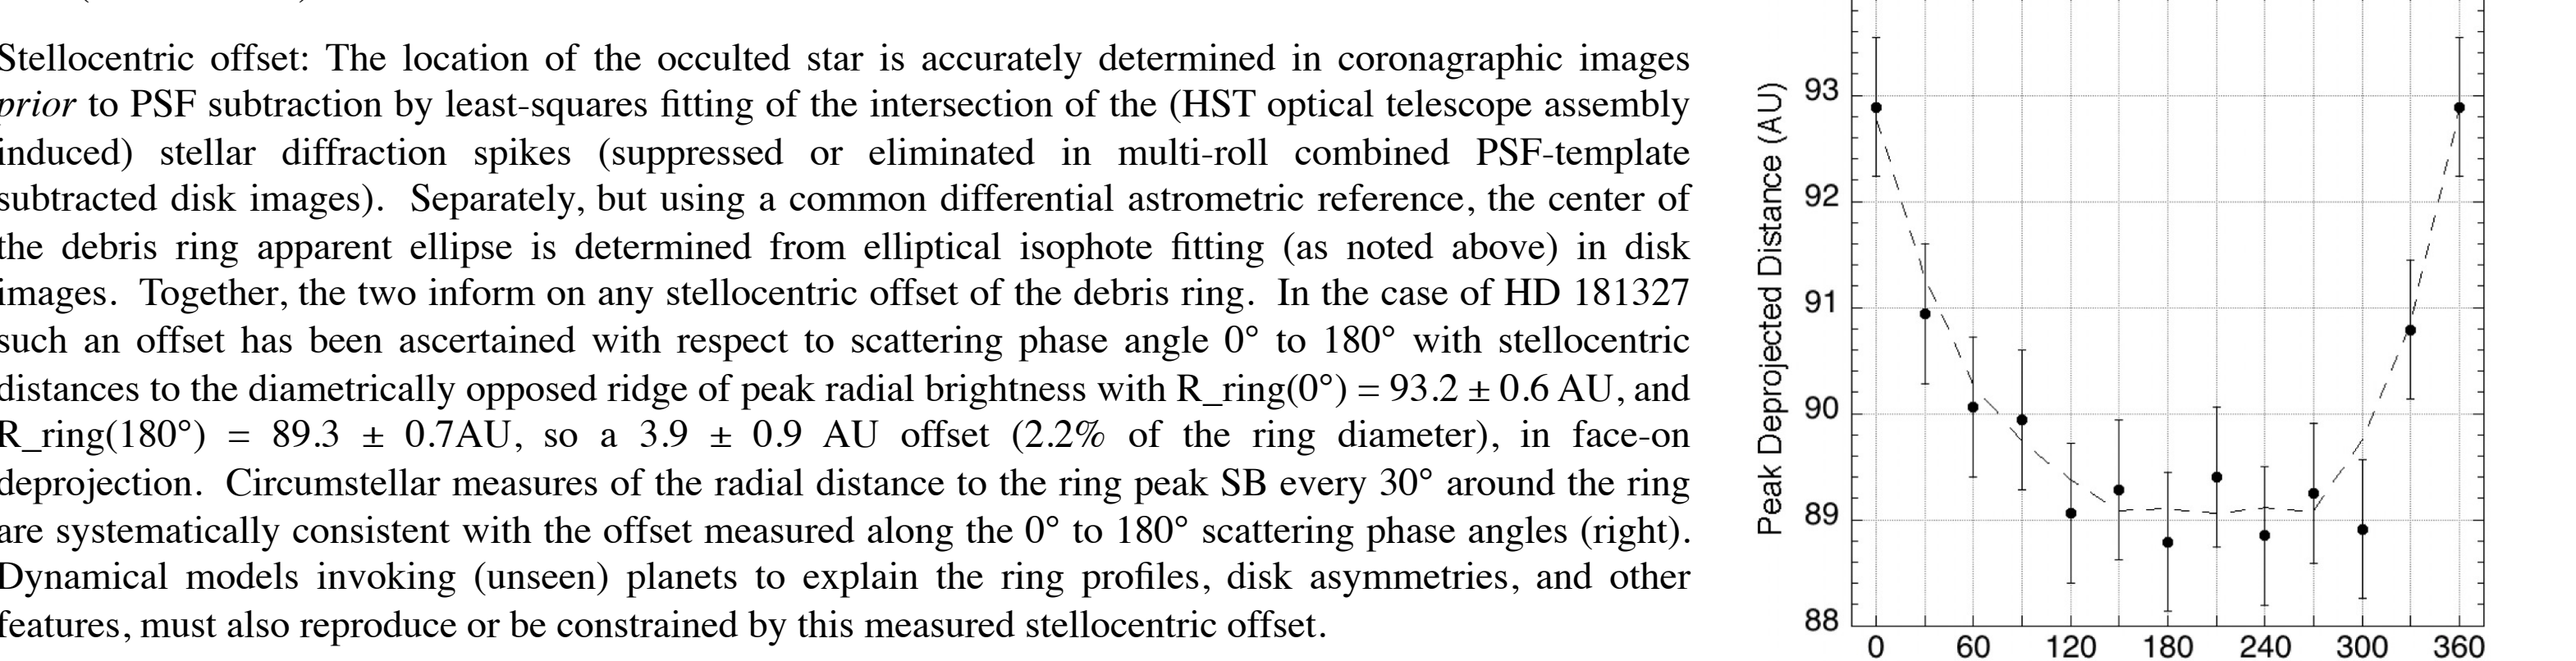 Stellocentric offset: The location of the occulted star is accurately determined in coronagraphic images
prior to PSF subtraction by least-squares fitting of the intersection of the (HST optical telescope assembly
induced) stellar diffraction spikes (suppressed or eliminated in multi-roll combined PSF-template
subtracted disk images). Separately, but using a common differential astrometric reference, the center of
the debris ring apparent ellipse is determined from elliptical isophote fitting (as noted above) in disk
images. Together, the two inform on any stellocentric offset of the debris ring. In the case of HD 181327
such an offset has been ascertained with respect to scattering phase angle 0° to 180° with stellocentric
distances to the diametrically opposed ridge of peak radial brightness with R_ring(0°) = 93.2 ± 0.6 AU, and
R_ring(180°) = 89.3 ± 0.7AU, so a 3.9 ± 0.9 AU offset (2.2% of the ring diameter), in face-on
deprojection. Circumstellar measures of the radial distance to the ring peak SB every 30° around the ring
are systematically consistent with the offset measured along the 0° to 180° scattering phase angles (right).
Dynamical models invoking (unseen) planets to explain the ring profiles, disk asymmetries, and other
features, must also reproduce or be constrained by this measured stellocentric offset.
Peak Deprojected Distance (AU)
93
92
91
90
89
88
0 60 120 180 240 300 360